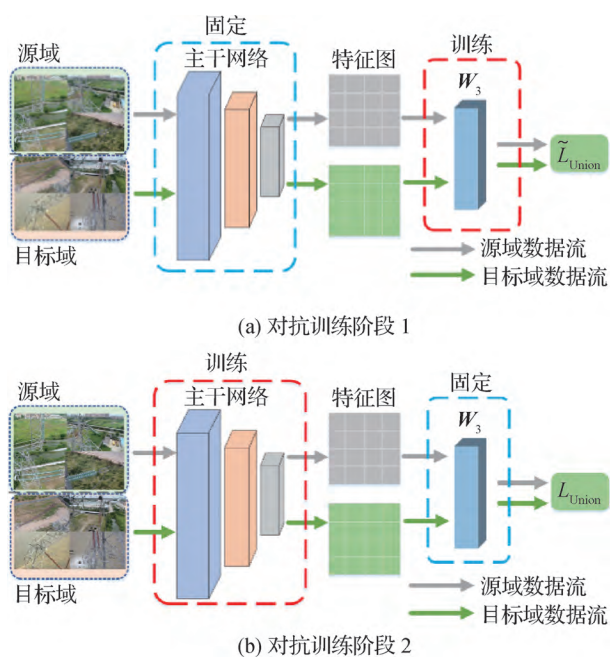 固定
源域
主干网络
特征图
训练
W₃
L̃Union
目标域
源域数据流
目标域数据流
(a) 对抗训练阶段 1
训练
源域
主干网络
特征图
固定
W₃
LUnion
目标域
源域数据流
目标域数据流
(b) 对抗训练阶段 2